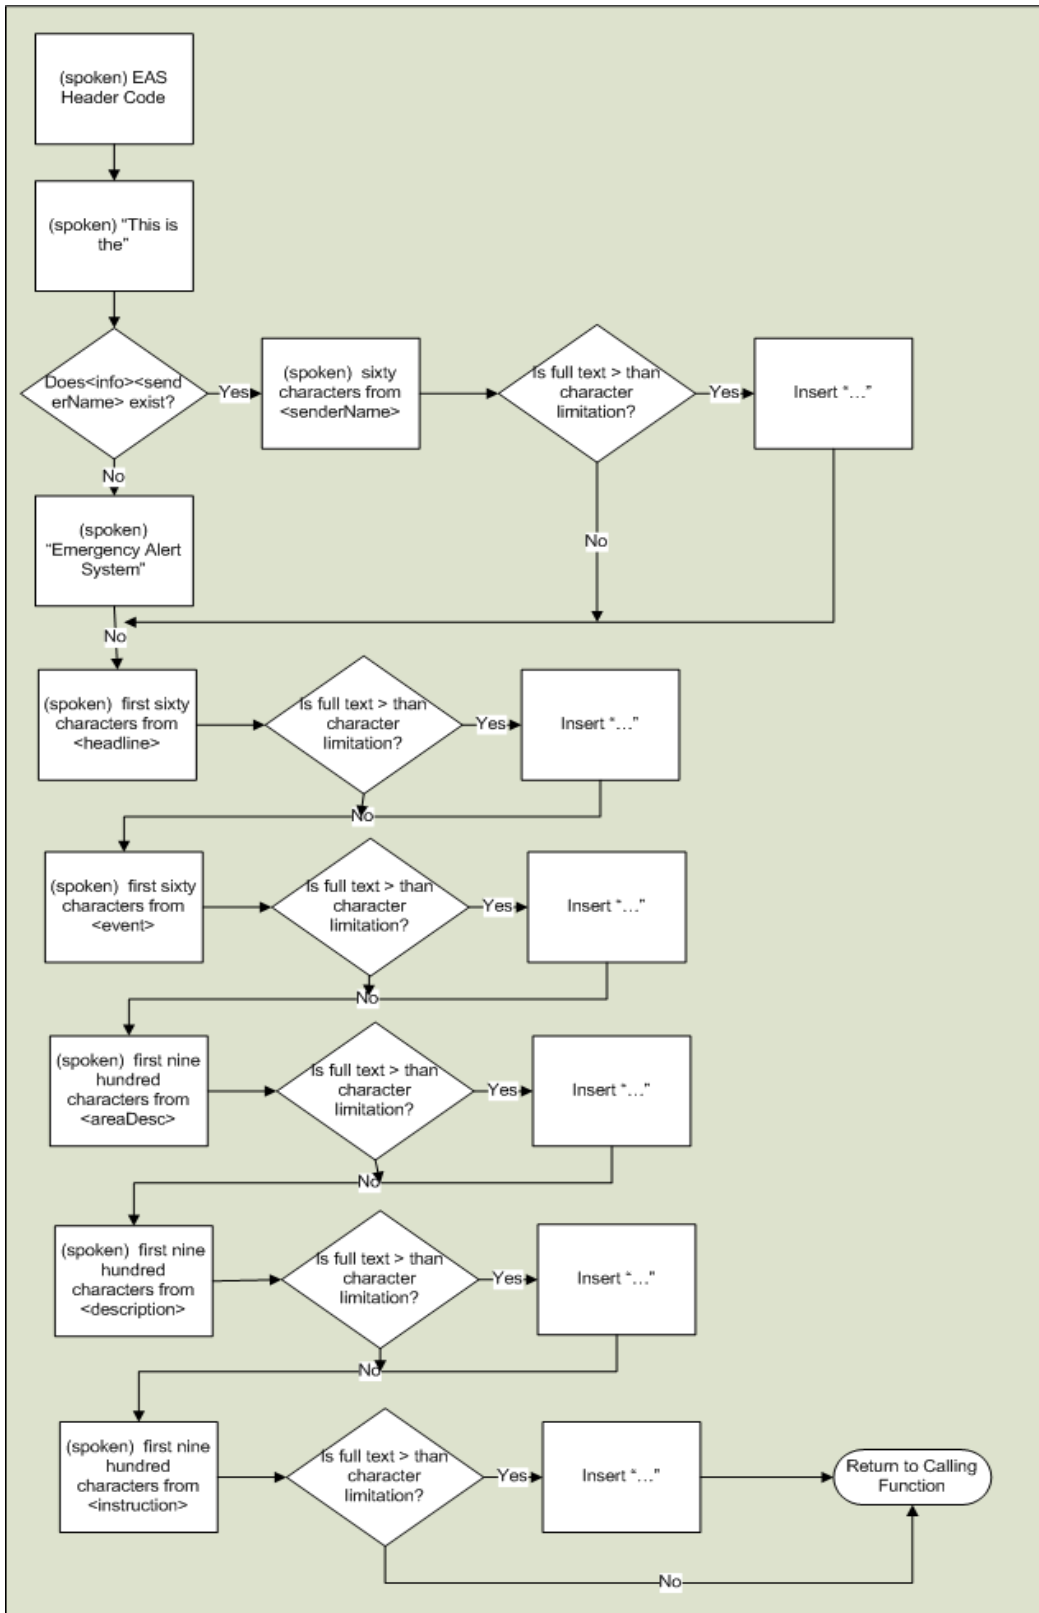 (spoken) EAS
Header Code
(spoken) “This is
the”
Does<info><send
erName> exist?
Yes
(spoken)  sixty
characters from
<senderName>
Is full text > than
character
limitation?
Yes
Insert “…”
No
(spoken)
“Emergency Alert
System”
No
No
(spoken)  first sixty
characters from
<headline>
Is full text > than
character
limitation?
Yes
Insert “…”
No
(spoken)  first sixty
characters from
<event>
Is full text > than
character
limitation?
Yes
Insert “…”
No
(spoken)  first nine
hundred
characters from
<areaDesc>
Is full text > than
character
limitation?
Yes
Insert “…”
No
(spoken)  first nine
hundred
characters from
<description>
Is full text > than
character
limitation?
Yes
Insert “…”
No
(spoken)  first nine
hundred
characters from
<instruction>
Is full text > than
character
limitation?
Yes
Insert “…”
Return to Calling
Function
No